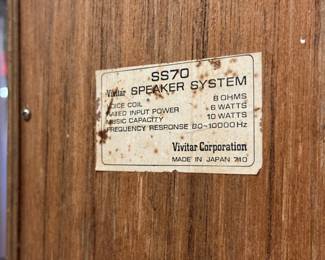 SS70
Vivitar SPEAKER SYSTEM
VOICE COIL 8 OHMS
RATED INPUT POWER 6 WATTS
MUSIC CAPACITY 10 WATTS
FREQUENCY RESPONSE 80~10000Hz
Vivitar Corporation
MADE IN JAPAN 740